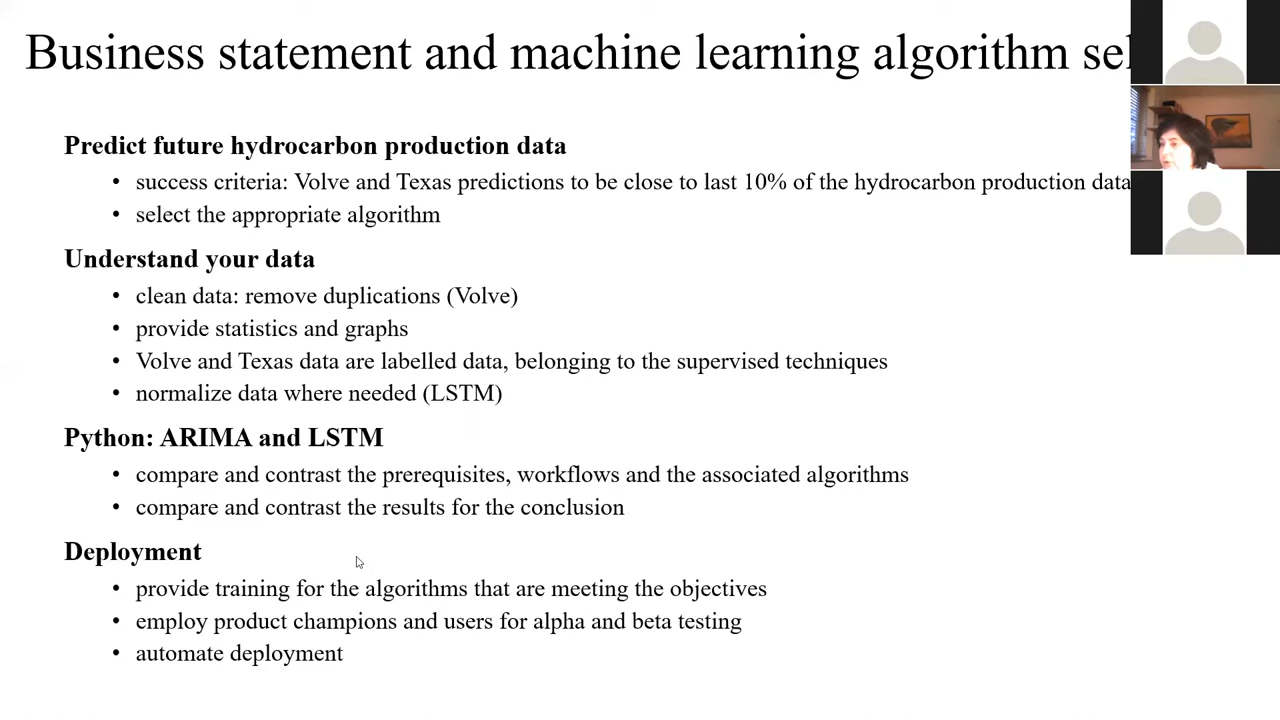 Business statement and machine learning algorithm
Predict future hydrocarbon production data
• success criteria: Volve and Texas predictions to be close to last 10% of the hydrocarbon production data
• select the appropriate algorithm
Understand your data
• clean data: remove duplications (Volve)
• provide statistics and graphs
• Volve and Texas data are labelled data, belonging to the supervised techniques
• normalize data where needed (LSTM)
Python: ARIMA and LSTM
• compare and contrast the prerequisites, workflows and the associated algorithms
• compare and contrast the results for the conclusion
Deployment
• provide training for the algorithms that are meeting the objectives
• employ product champions and users for alpha and beta testing
• automate deployment